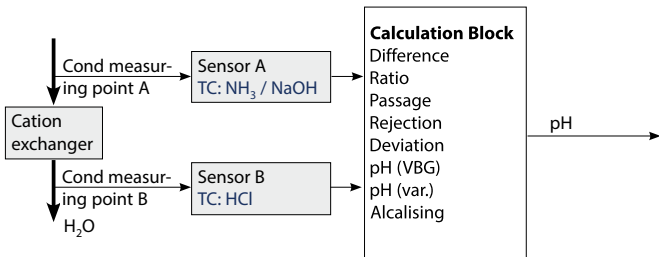 Cond measur-
ing point A
Sensor A
TC: NH₃ / NaOH
Cation
exchanger
Cond measur-
ing point B
Sensor B
TC: HCl
H₂O
Calculation Block
Difference
Ratio
Passage
Rejection
Deviation
pH (VBG)
pH (var.)
Alcalising
pH